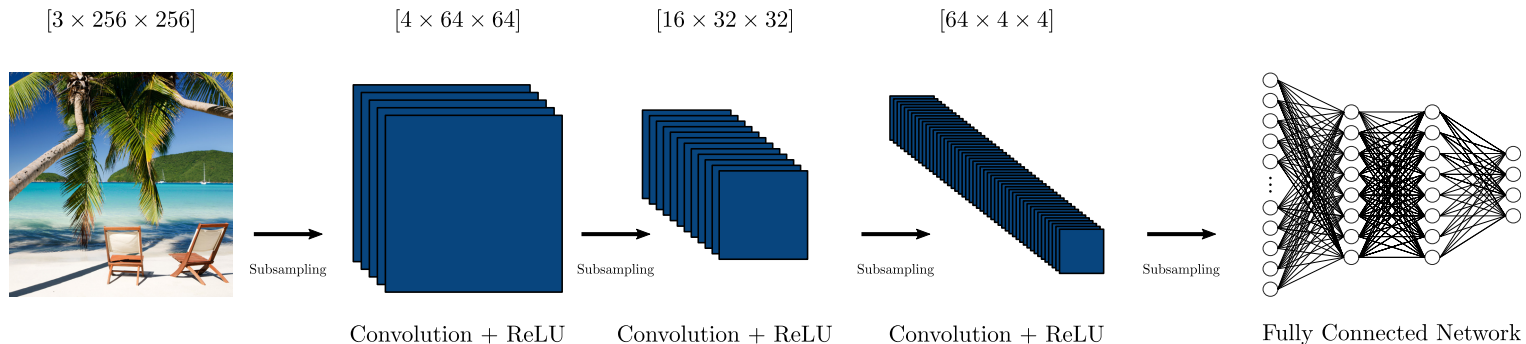 [3 × 256 × 256]
[4 × 64 × 64]
[16 × 32 × 32]
[64 × 4 × 4]
Subsampling
Subsampling
Subsampling
Subsampling
Convolution + ReLU
Convolution + ReLU
Convolution + ReLU
Fully Connected Network